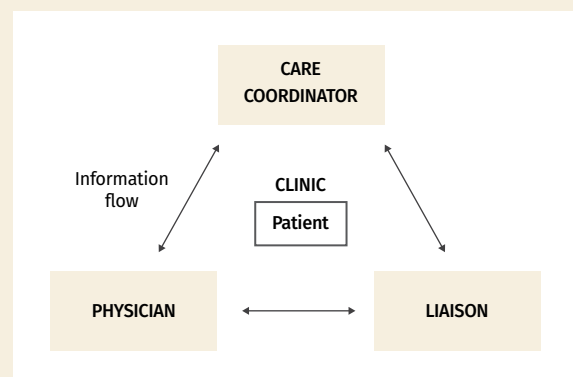 CARE
COORDINATOR
Information
flow
CLINIC
Patient
PHYSICIAN
LIAISON